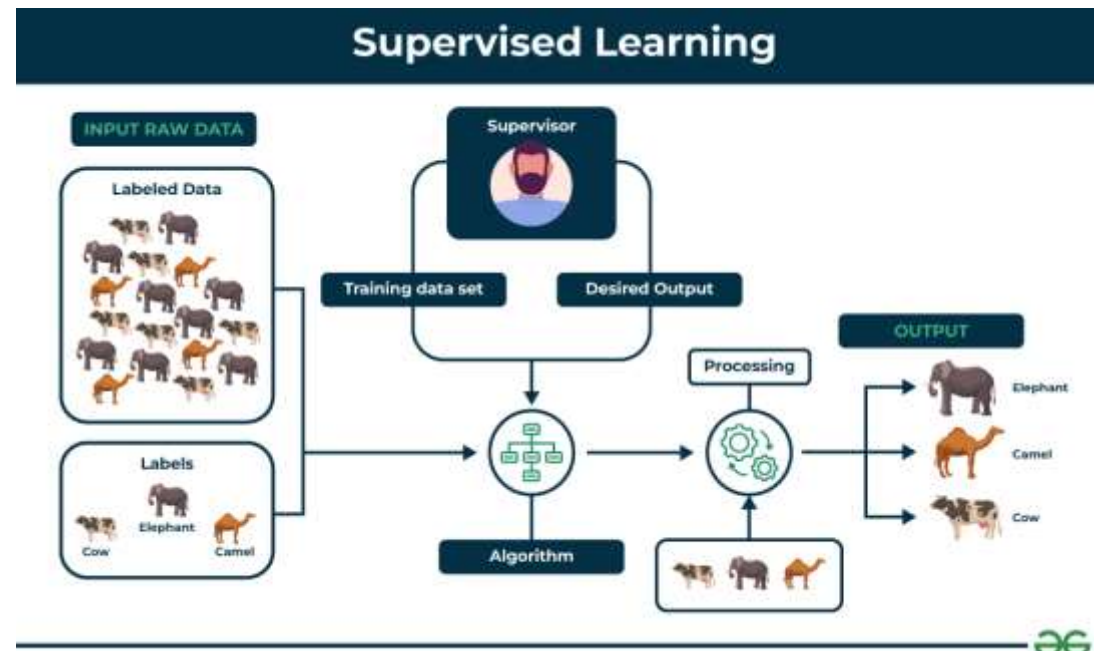 Supervised Learning
INPUT RAW DATA
Labeled Data
Labels
Cow
Elephant
Camel
Supervisor
Training data set
Desired Output
Algorithm
Processing
OUTPUT
Elephant
Camel
Cow